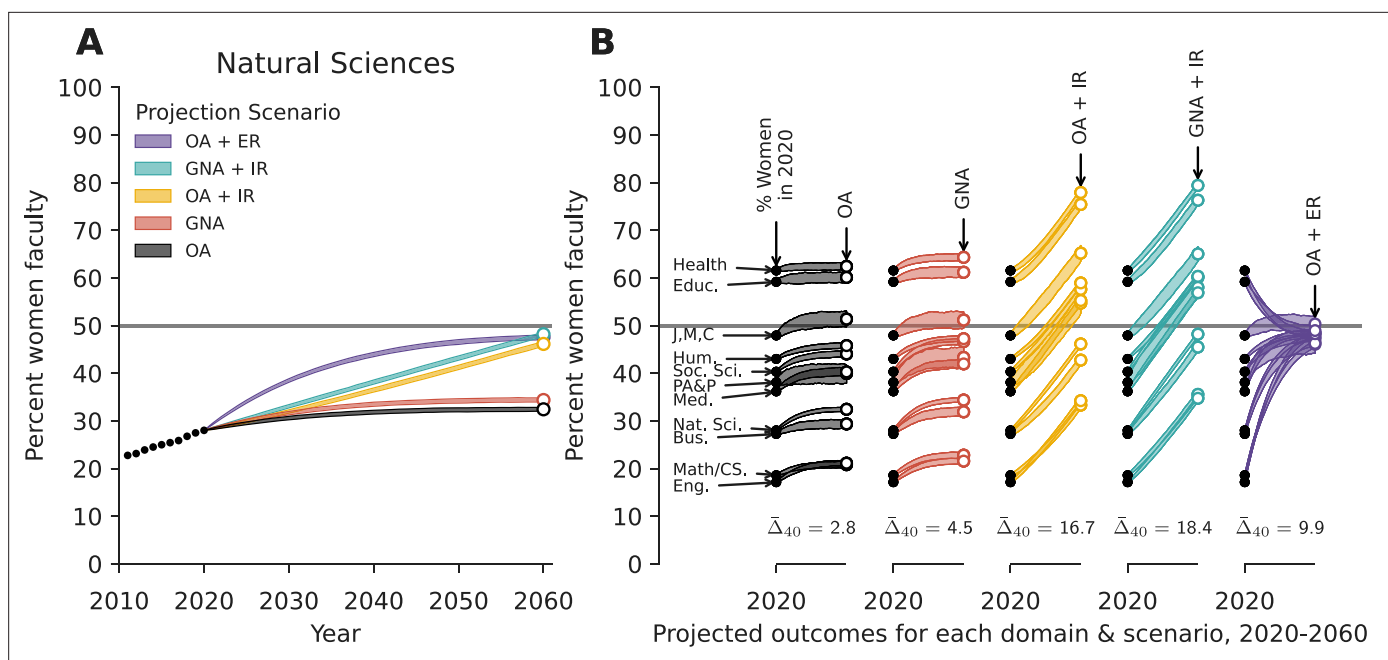 A
Natural Sciences
Percent women faculty
100
90
80
70
60
50
40
30
20
10
0
Projection Scenario
OA + ER
GNA + IR
OA + IR
GNA
OA
2010
2020
2030
2040
2050
2060
Year
B
Percent women faculty
100
90
80
70
60
50
40
30
20
10
0
% Women
in 2020
OA
GNA
OA + IR
GNA + IR
OA + ER
Health
Educ.
J,M,C
Hum.
Soc. Sci.
PA&P
Med.
Nat. Sci.
Bus.
Math/CS.
Eng.
Δ̄₄₀ = 2.8
Δ̄₄₀ = 4.5
Δ̄₄₀ = 16.7
Δ̄₄₀ = 18.4
Δ̄₄₀ = 9.9
2020
2020
2020
2020
2020
Projected outcomes for each domain & scenario, 2020-2060